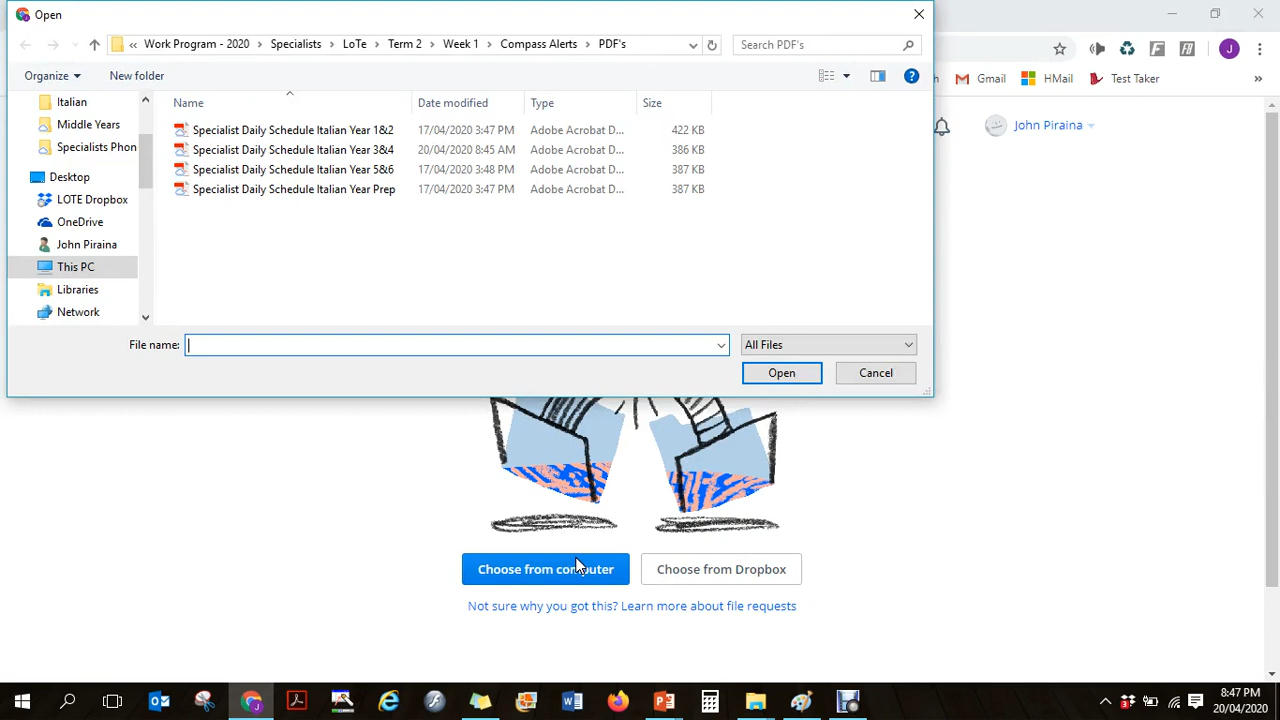 Open
Work Program - 2020 > Specialists > LoTe > Term 2 > Week 1 > Compass Alerts > PDF's
Search PDF's
Organize
New folder
Gmail
HMail
Test Taker
J
John Piraina
Name
Date modified
Type
Size
Specialist Daily Schedule Italian Year 1&2 17/04/2020 3:47 PM Adobe Acrobat D... 422 KB
Specialist Daily Schedule Italian Year 3&4 20/04/2020 8:45 AM Adobe Acrobat D... 386 KB
Specialist Daily Schedule Italian Year 5&6 17/04/2020 3:48 PM Adobe Acrobat D... 387 KB
Specialist Daily Schedule Italian Year Prep 17/04/2020 3:47 PM Adobe Acrobat D... 387 KB
Italian
Middle Years
Specialists Phon
Desktop
LOTE Dropbox
OneDrive
John Piraina
This PC
Libraries
Network
File name:
All Files
Open
Cancel
Choose from computer
Choose from Dropbox
Not sure why you got this? Learn more about file requests
8:47 PM
20/04/2020